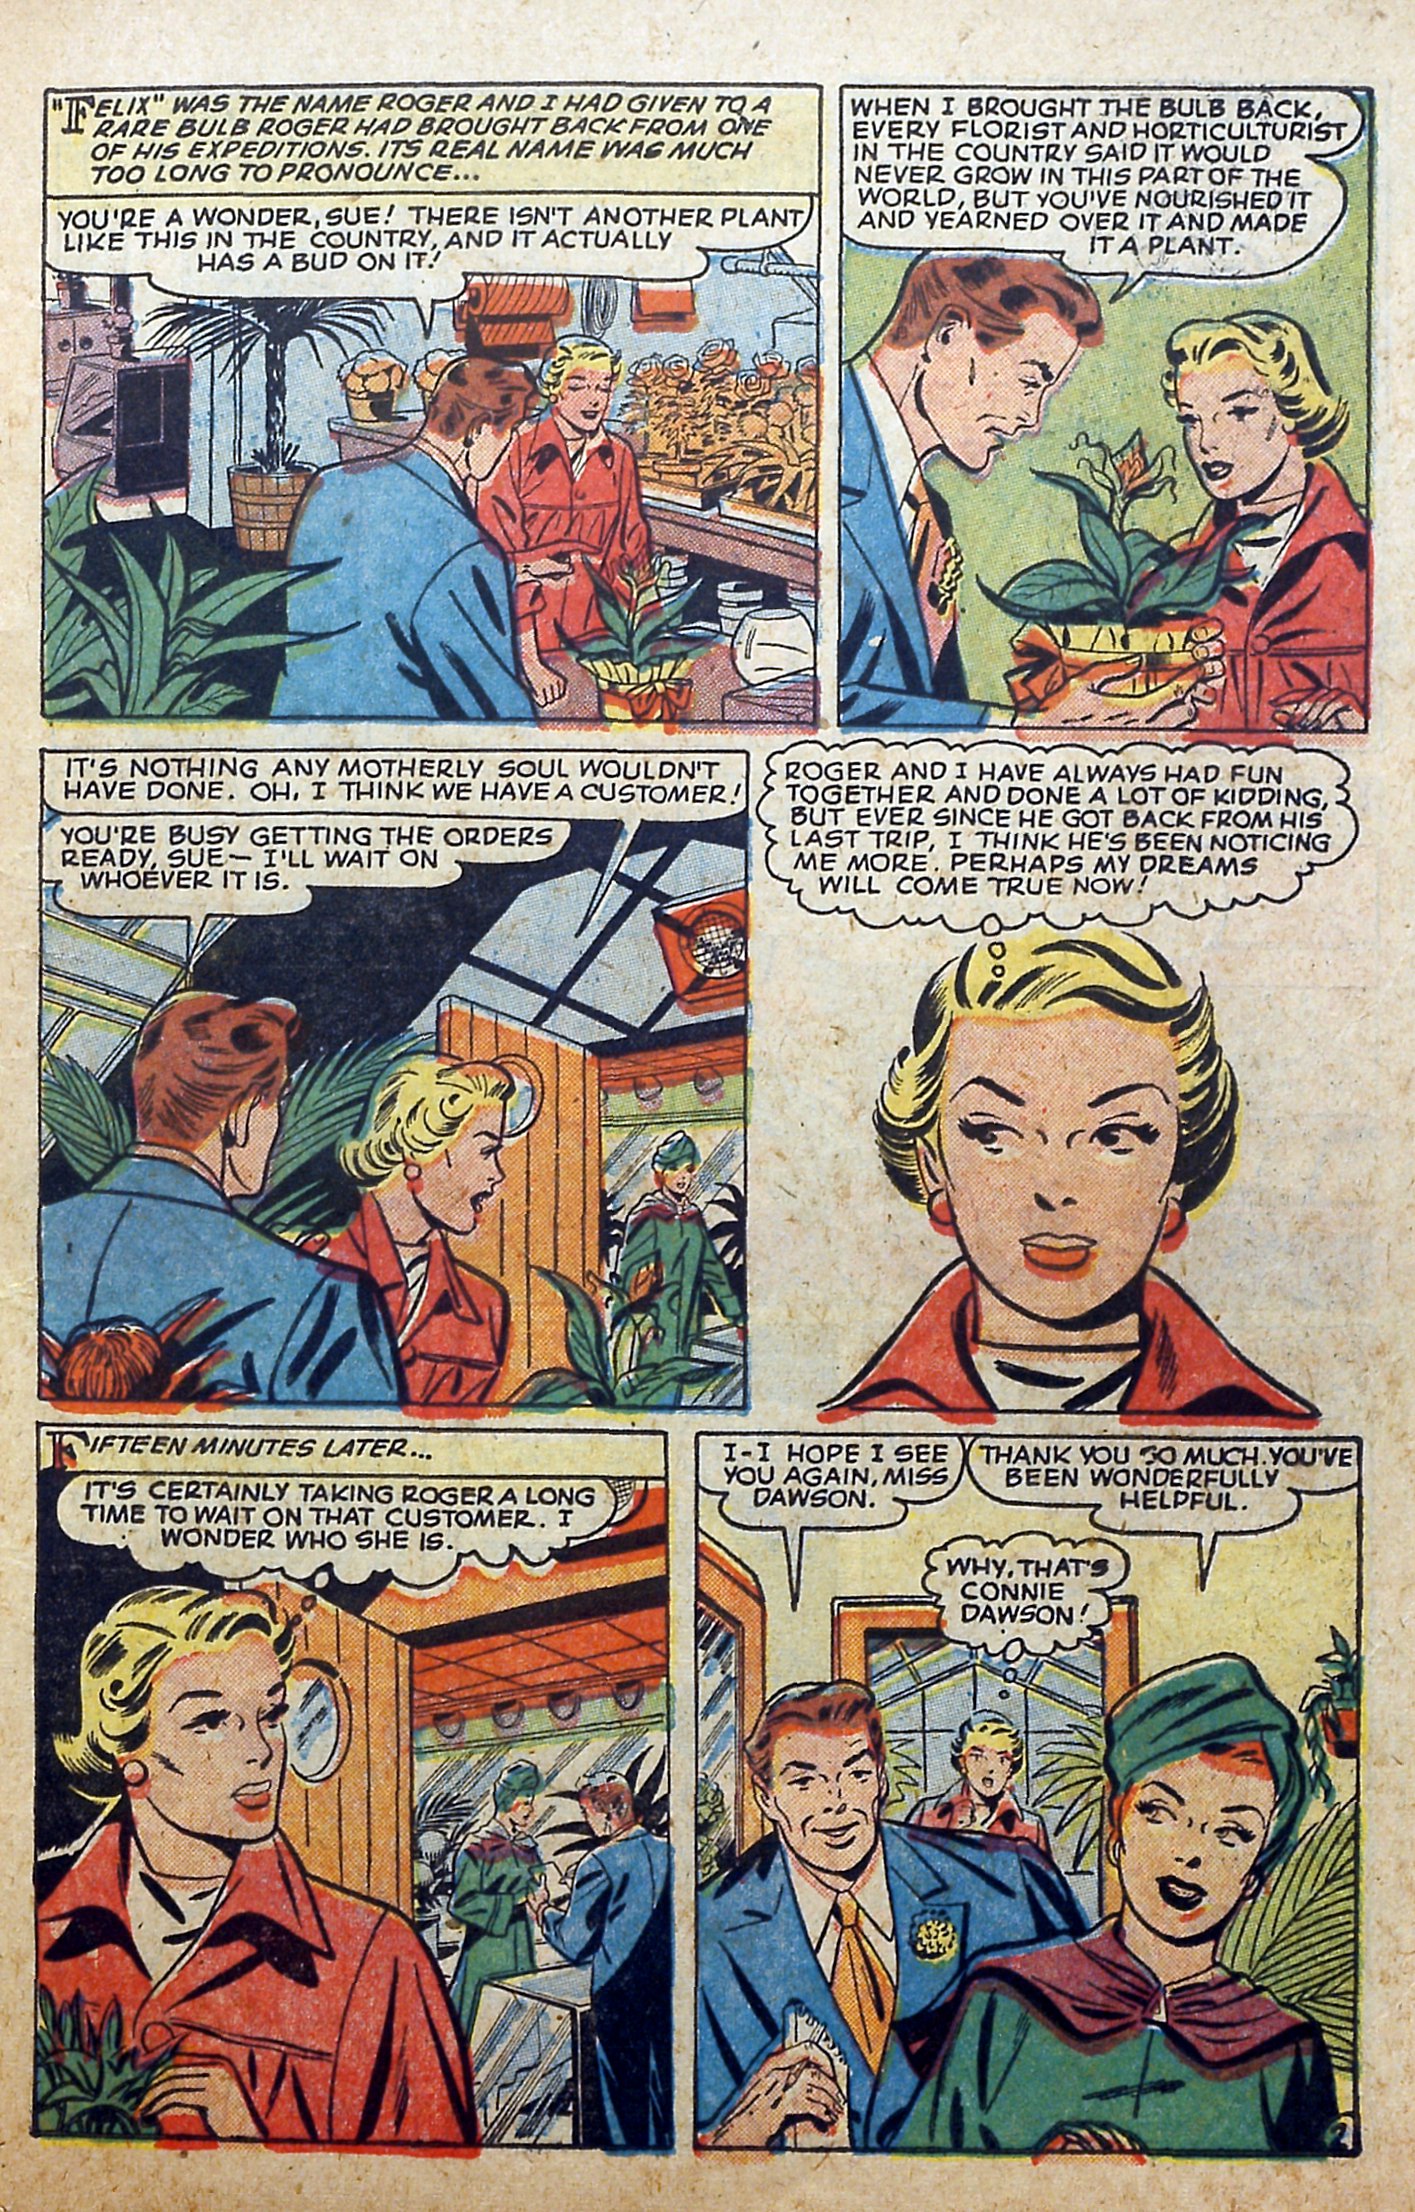 "FELIX" WAS THE NAME ROGER AND I HAD GIVEN TO A
RARE BULB ROGER HAD BROUGHT BACK FROM ONE
OF HIS EXPEDITIONS. ITS REAL NAME WAS MUCH
TOO LONG TO PRONOUNCE...
YOU'RE A WONDER, SUE! THERE ISN'T ANOTHER PLANT
LIKE THIS IN THE COUNTRY, AND IT ACTUALLY
HAS A BUD ON IT!
WHEN I BROUGHT THE BULB BACK,
EVERY FLORIST AND HORTICULTURIST
IN THE COUNTRY SAID IT WOULD
NEVER GROW IN THIS PART OF THE
WORLD, BUT YOU'VE NOURISHED IT
AND YEARNED OVER IT AND MADE
IT A PLANT.
IT'S NOTHING ANY MOTHERLY SOUL WOULDN'T
HAVE DONE. OH, I THINK WE HAVE A CUSTOMER!
YOU'RE BUSY GETTING THE ORDERS
READY, SUE — I'LL WAIT ON
WHOEVER IT IS.
ROGER AND I HAVE ALWAYS HAD FUN
TOGETHER AND DONE A LOT OF KIDDING,
BUT EVER SINCE HE GOT BACK FROM HIS
LAST TRIP, I THINK HE'S BEEN NOTICING
ME MORE. PERHAPS MY DREAMS
WILL COME TRUE NOW!
FIFTEEN MINUTES LATER...
IT'S CERTAINLY TAKING ROGER A LONG
TIME TO WAIT ON THAT CUSTOMER. I
WONDER WHO SHE IS.
I-I HOPE I SEE
YOU AGAIN, MISS
DAWSON.
THANK YOU SO MUCH. YOU'VE
BEEN WONDERFULLY
HELPFUL.
WHY, THAT'S
CONNIE
DAWSON!
2